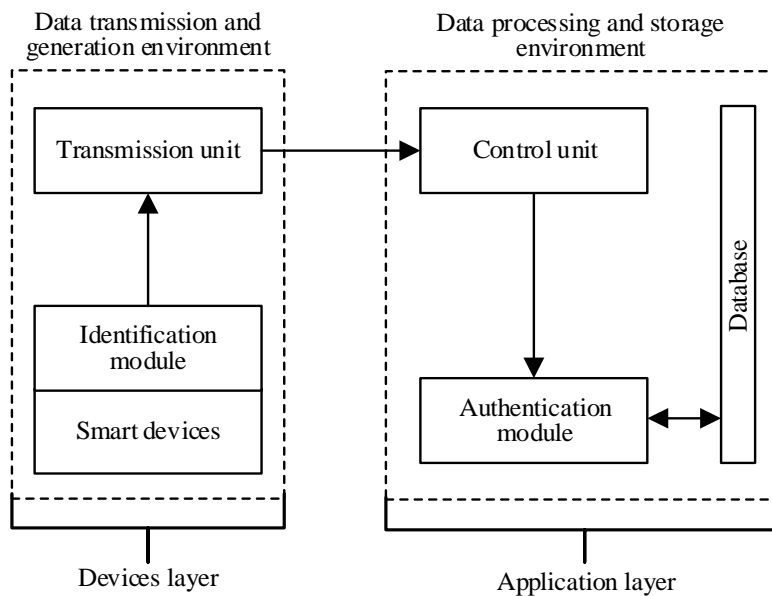 Data transmission and
generation environment
Transmission unit
Identification
module
Smart devices
Devices layer
Data processing and storage
environment
Control unit
Authentication
module
Database
Application layer